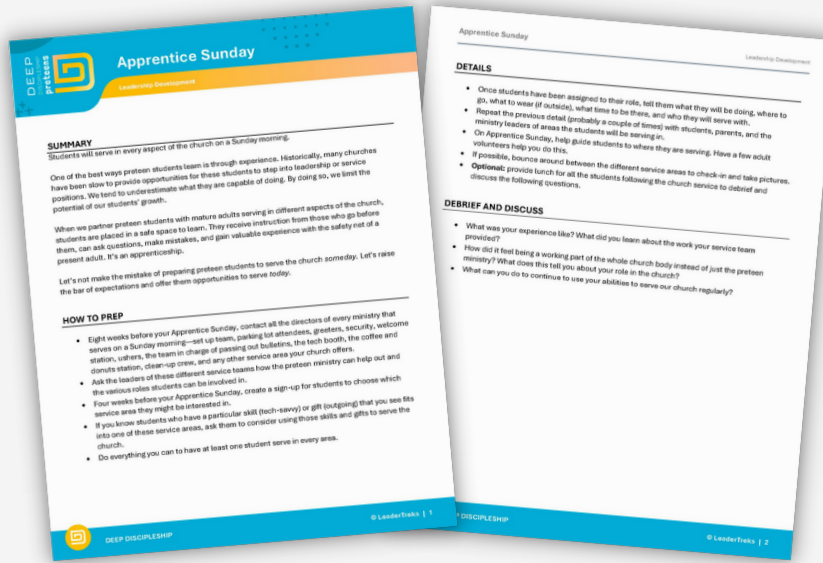 DEEP
DISCIPLESHIP
preteens
Apprentice Sunday
Leadership Development
SUMMARY
Students will serve in every aspect of the church on a Sunday morning.
One of the best ways preteen students learn is through experience. Historically, many churches
have been slow to provide opportunities for these students to step into leadership or service
positions. We tend to underestimate what they are capable of doing. By doing so, we limit the
potential of our students' growth.
When we partner preteen students with mature adults serving in different aspects of the church,
students are placed in a safe space to learn. They receive instruction from those who go before
them, can ask questions, make mistakes, and gain valuable experience with the safety net of a
present adult. It's an apprenticeship.
Let's not make the mistake of preparing preteen students to serve the church someday. Let's raise
the bar of expectations and offer them opportunities to serve today.
HOW TO PREP
• Eight weeks before your Apprentice Sunday, contact all the directors of every ministry that
serves on a Sunday morning—set up team, parking lot attendees, greeters, security, welcome
station, ushers, the team in charge of passing out bulletins, the tech booth, the coffee and
donuts station, clean-up crew, and any other service area your church offers.
• Ask the leaders of these different service teams how the preteen ministry can help out and
the various roles students can be involved in.
• Four weeks before your Apprentice Sunday, create a sign-up for students to choose which
service area they might be interested in.
• If you know students who have a particular skill (tech-savvy) or gift (outgoing) that you see fits
into one of these service areas, ask them to consider using those skills and gifts to serve the
church.
• Do everything you can to have at least one student serve in every area.
DEEP DISCIPLESHIP
© LeaderTreks | 1
Apprentice Sunday
Leadership Development
DETAILS
• Once students have been assigned to their role, tell them what they will be doing, where to
go, what to wear (if outside), what time to be there, and who they will serve with.
• Repeat the previous detail (probably a couple of times) with students, parents, and the
ministry leaders of areas the students will be serving in.
• On Apprentice Sunday, help guide students to where they are serving. Have a few adult
volunteers help you do this.
• If possible, bounce around between the different service areas to check-in and take pictures.
• Optional: provide lunch for all the students following the church service to debrief and
discuss the following questions.
DEBRIEF AND DISCUSS
• What was your experience like? What did you learn about the work your service team
provided?
• How did it feel being a working part of the whole church body instead of just the preteen
ministry? What does this tell you about your role in the church?
• What can you do to continue to use your abilities to serve our church regularly?
DISCIPLESHIP
© LeaderTreks | 2